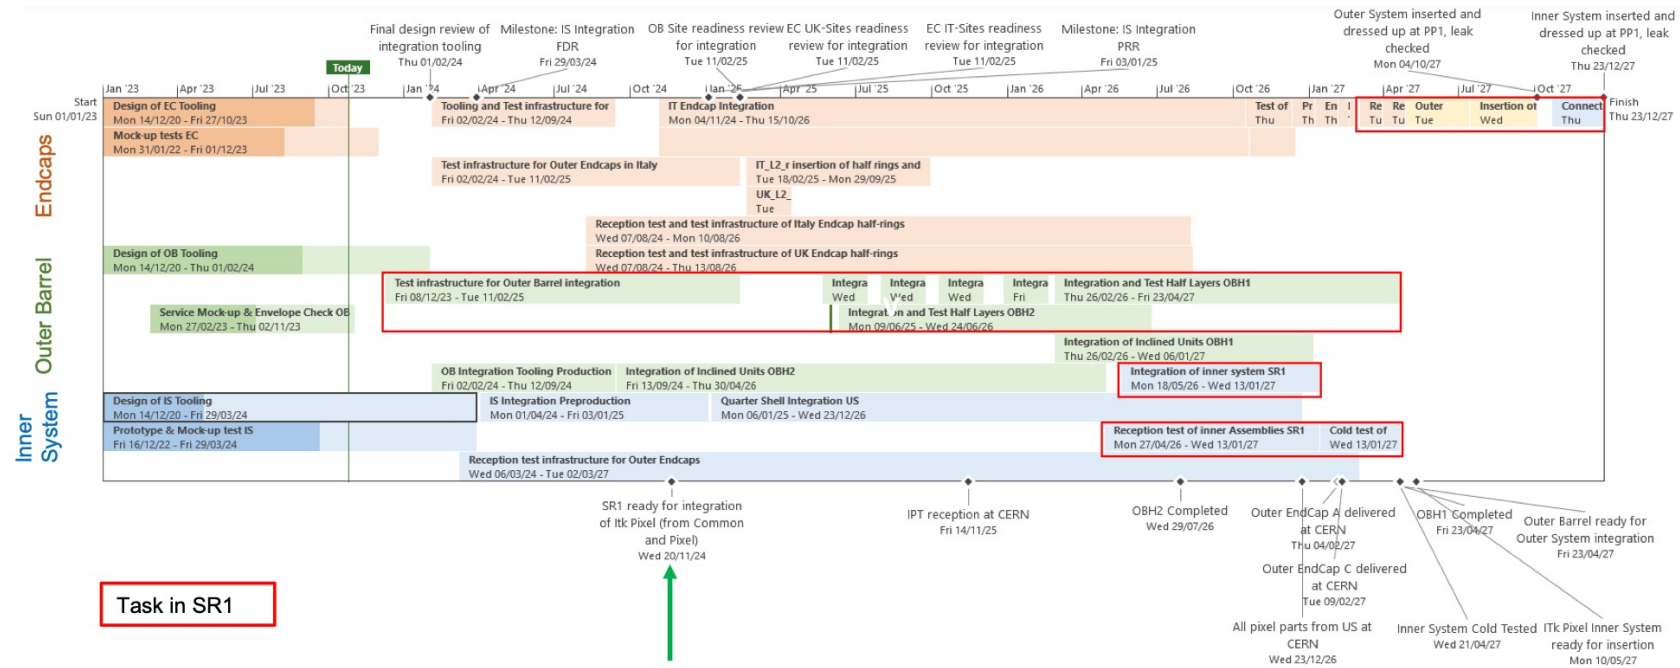 Final design review of
integration tooling
Thu 01/02/24
Milestone: IS Integration
FDR
Fri 29/03/24
OB Site readiness review
for integration
Tue 11/02/25
EC UK-Sites readiness
review for integration
Tue 11/02/25
EC IT-Sites readiness
review for integration
Tue 11/02/25
Milestone: IS Integration
PRR
Fri 03/01/25
Outer System inserted and
dressed up at PP1, leak
checked
Mon 04/10/27
Inner System inserted and
dressed up at PP1, leak
checked
Thu 23/12/27
Today
Jan '23
Apr '23
Jul '23
Oct '23
Jan '24
Apr '24
Jul '24
Oct '24
Jan '25
Apr '25
Jul '25
Oct '25
Jan '26
Apr '26
Jul '26
Oct '26
Jan '27
Apr '27
Jul '27
Oct '27
Start
Sun 01/01/23
Finish
Thu 23/12/27
Endcaps
Design of EC Tooling
Mon 14/12/20 - Fri 27/10/23
Tooling and Test infrastructure for
Fri 02/02/24 - Thu 12/09/24
IT Endcap Integration
Mon 04/11/24 - Thu 15/10/26
Test of
Thu
Pr
Th
En
Th
Re
Tu
Re
Tu
Outer
Tue
Insertion of
Wed
Connect
Thu
Mock-up tests EC
Mon 31/01/22 - Fri 01/12/23
Test infrastructure for Outer Endcaps in Italy
Fri 02/02/24 - Tue 11/02/25
IT_L2_r insertion of half rings and
Tue 18/02/25 - Mon 29/09/25
UK_L2_
Tue
Reception test and test infrastructure of Italy Endcap half-rings
Wed 07/08/24 - Mon 10/08/26
Reception test and test infrastructure of UK Endcap half-rings
Wed 07/08/24 - Thu 13/08/26
Outer Barrel
Design of OB Tooling
Mon 14/12/20 - Thu 01/02/24
Test infrastructure for Outer Barrel integration
Fri 08/12/23 - Tue 11/02/25
Integra
Wed
Integra
Wed
Integra
Wed
Integra
Fri
Integration and Test Half Layers OBH1
Thu 26/02/26 - Fri 23/04/27
Service Mock-up & Envelope Check OB
Mon 27/02/23 - Thu 02/11/23
Integration and Test Half Layers OBH2
Mon 09/06/25 - Wed 24/06/26
Integration of Inclined Units OBH1
Thu 26/02/26 - Wed 06/01/27
OB Integration Tooling Production
Fri 02/02/24 - Thu 12/09/24
Integration of Inclined Units OBH2
Fri 13/09/24 - Thu 30/04/26
Integration of inner system SR1
Mon 18/05/26 - Wed 13/01/27
Inner
System
Design of IS Tooling
Mon 14/12/20 - Fri 29/03/24
IS Integration Preproduction
Mon 01/04/24 - Fri 03/01/25
Quarter Shell Integration US
Mon 06/01/25 - Wed 23/12/26
Prototype & Mock-up test IS
Fri 16/12/22 - Fri 29/03/24
Reception test of inner Assemblies SR1
Mon 27/04/26 - Wed 13/01/27
Cold test of
Wed 13/01/27
Reception test infrastructure for Outer Endcaps
Wed 06/03/24 - Tue 02/03/27
SR1 ready for integration
of Itk Pixel (from Common
and Pixel)
Wed 20/11/24
IPT reception at CERN
Fri 14/11/25
OBH2 Completed
Wed 29/07/26
Outer EndCap A delivered
at CERN
Thu 04/02/27
Outer EndCap C delivered
at CERN
Tue 09/02/27
All pixel parts from US at
CERN
Wed 23/12/26
OBH1 Completed
Fri 23/04/27
Outer Barrel ready for
Outer System integration
Fri 23/04/27
Inner System Cold Tested
Wed 21/04/27
ITk Pixel Inner System
ready for insertion
Mon 10/05/27
Task in SR1